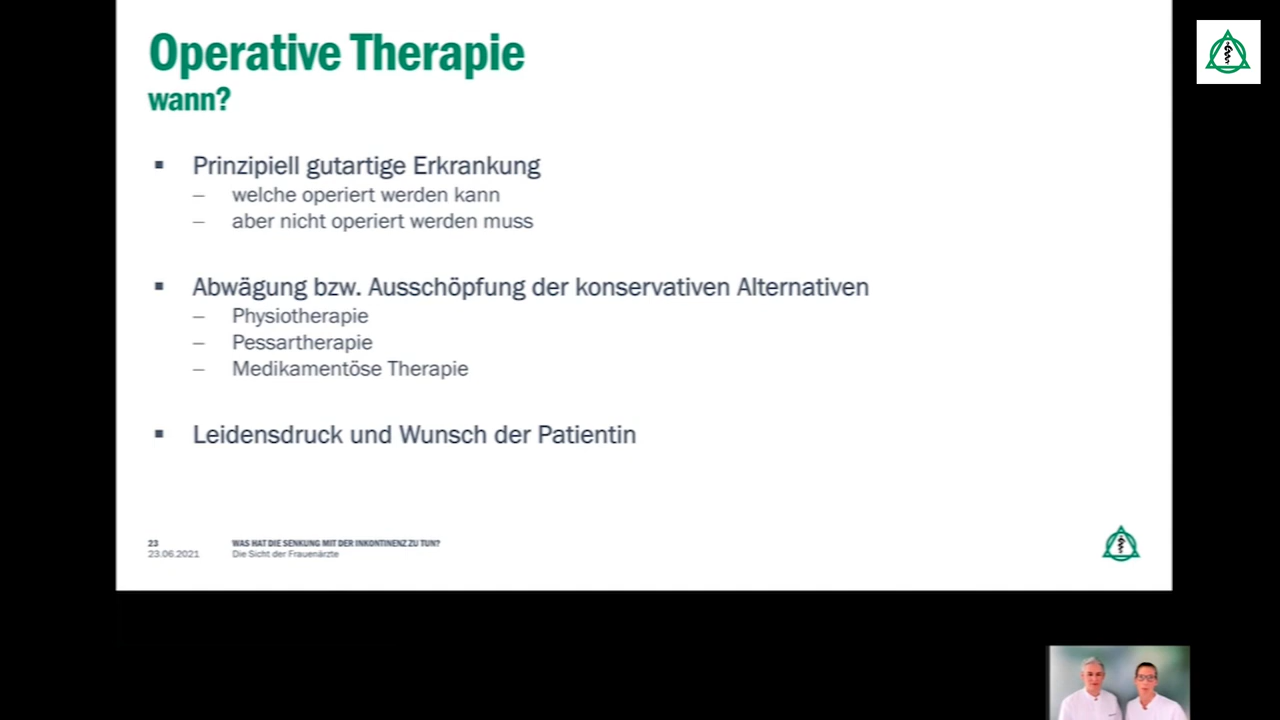 Operative Therapie
wann?
▪ Prinzipiell gutartige Erkrankung
– welche operiert werden kann
– aber nicht operiert werden muss
▪ Abwägung bzw. Ausschöpfung der konservativen Alternativen
– Physiotherapie
– Pessartherapie
– Medikamentöse Therapie
▪ Leidensdruck und Wunsch der Patientin
23 WAS HAT DIE SENKUNG MIT DER INKONTINENZ ZU TUN?
23.06.2021 Die Sicht der Frauenärzte